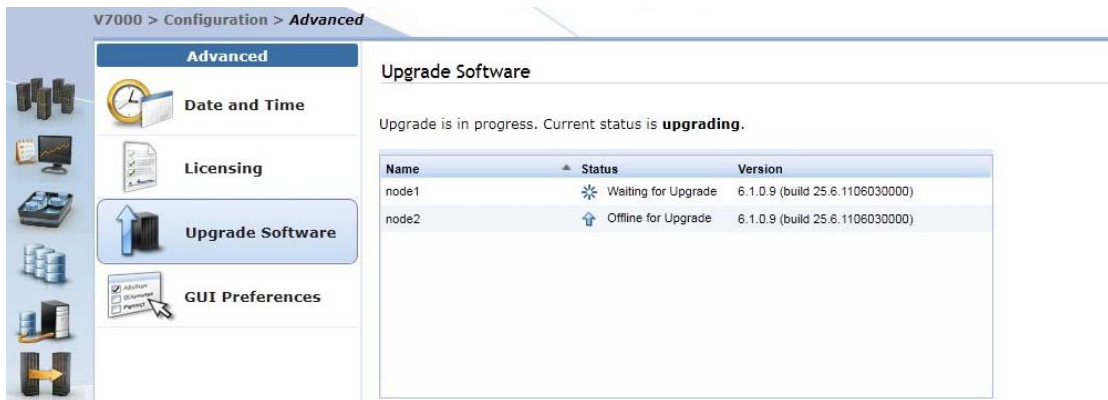 V7000 > Configuration > Advanced
Advanced
Date and Time
Licensing
Upgrade Software
GUI Preferences
Upgrade Software
Upgrade is in progress. Current status is upgrading.
Name Status Version
node1 Waiting for Upgrade 6.1.0.9 (build 25.6.1106030000)
node2 Offline for Upgrade 6.1.0.9 (build 25.6.1106030000)